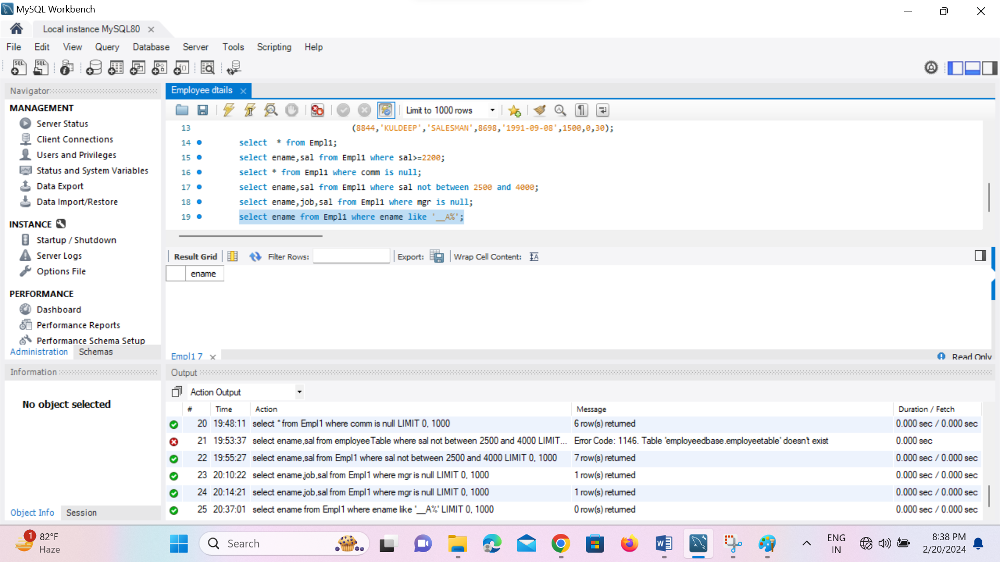 MySQL Workbench
Local instance MySQL80
File Edit View Query Database Server Tools Scripting Help
Navigator
MANAGEMENT
Server Status
Client Connections
Users and Privileges
Status and System Variables
Data Export
Data Import/Restore
INSTANCE
Startup / Shutdown
Server Logs
Options File
PERFORMANCE
Dashboard
Performance Reports
Performance Schema Setup
Administration Schemas
Information
No object selected
Object Info Session
Employee dtails
Limit to 1000 rows
13 (8844,'KULDEEP','SALESMAN',8698,'1991-09-08',1500,0,30);
14 select * from Empl1;
15 select ename,sal from Empl1 where sal>=2200;
16 select * from Empl1 where comm is null;
17 select ename,sal from Empl1 where sal not between 2500 and 4000;
18 select ename,job,sal from Empl1 where mgr is null;
19 select ename from Empl1 where ename like '__A%';
Result Grid Filter Rows: Export: Wrap Cell Content:
ename
Empl1 7 Read Only
Output
Action Output
# Time Action Message Duration / Fetch
20 19:48:11 select * from Empl1 where comm is null LIMIT 0, 1000 6 row(s) returned 0.000 sec / 0.000 sec
21 19:53:37 select ename,sal from employeeTable where sal not between 2500 and 4000 LIMIT... Error Code: 1146. Table 'employeedbase.employeetable' doesn't exist 0.000 sec
22 19:55:27 select ename,sal from Empl1 where sal not between 2500 and 4000 LIMIT 0, 1000 7 row(s) returned 0.000 sec / 0.000 sec
23 20:10:22 select ename,job,sal from Empl1 where mgr is null LIMIT 0, 1000 1 row(s) returned 0.000 sec / 0.000 sec
24 20:14:21 select ename,job,sal from Empl1 where mgr is null LIMIT 0, 1000 1 row(s) returned 0.000 sec / 0.000 sec
25 20:37:01 select ename from Empl1 where ename like '__A%' LIMIT 0, 1000 0 row(s) returned 0.000 sec / 0.000 sec
1 82°F
Haze
Search
ENG
IN
8:38 PM
2/20/2024